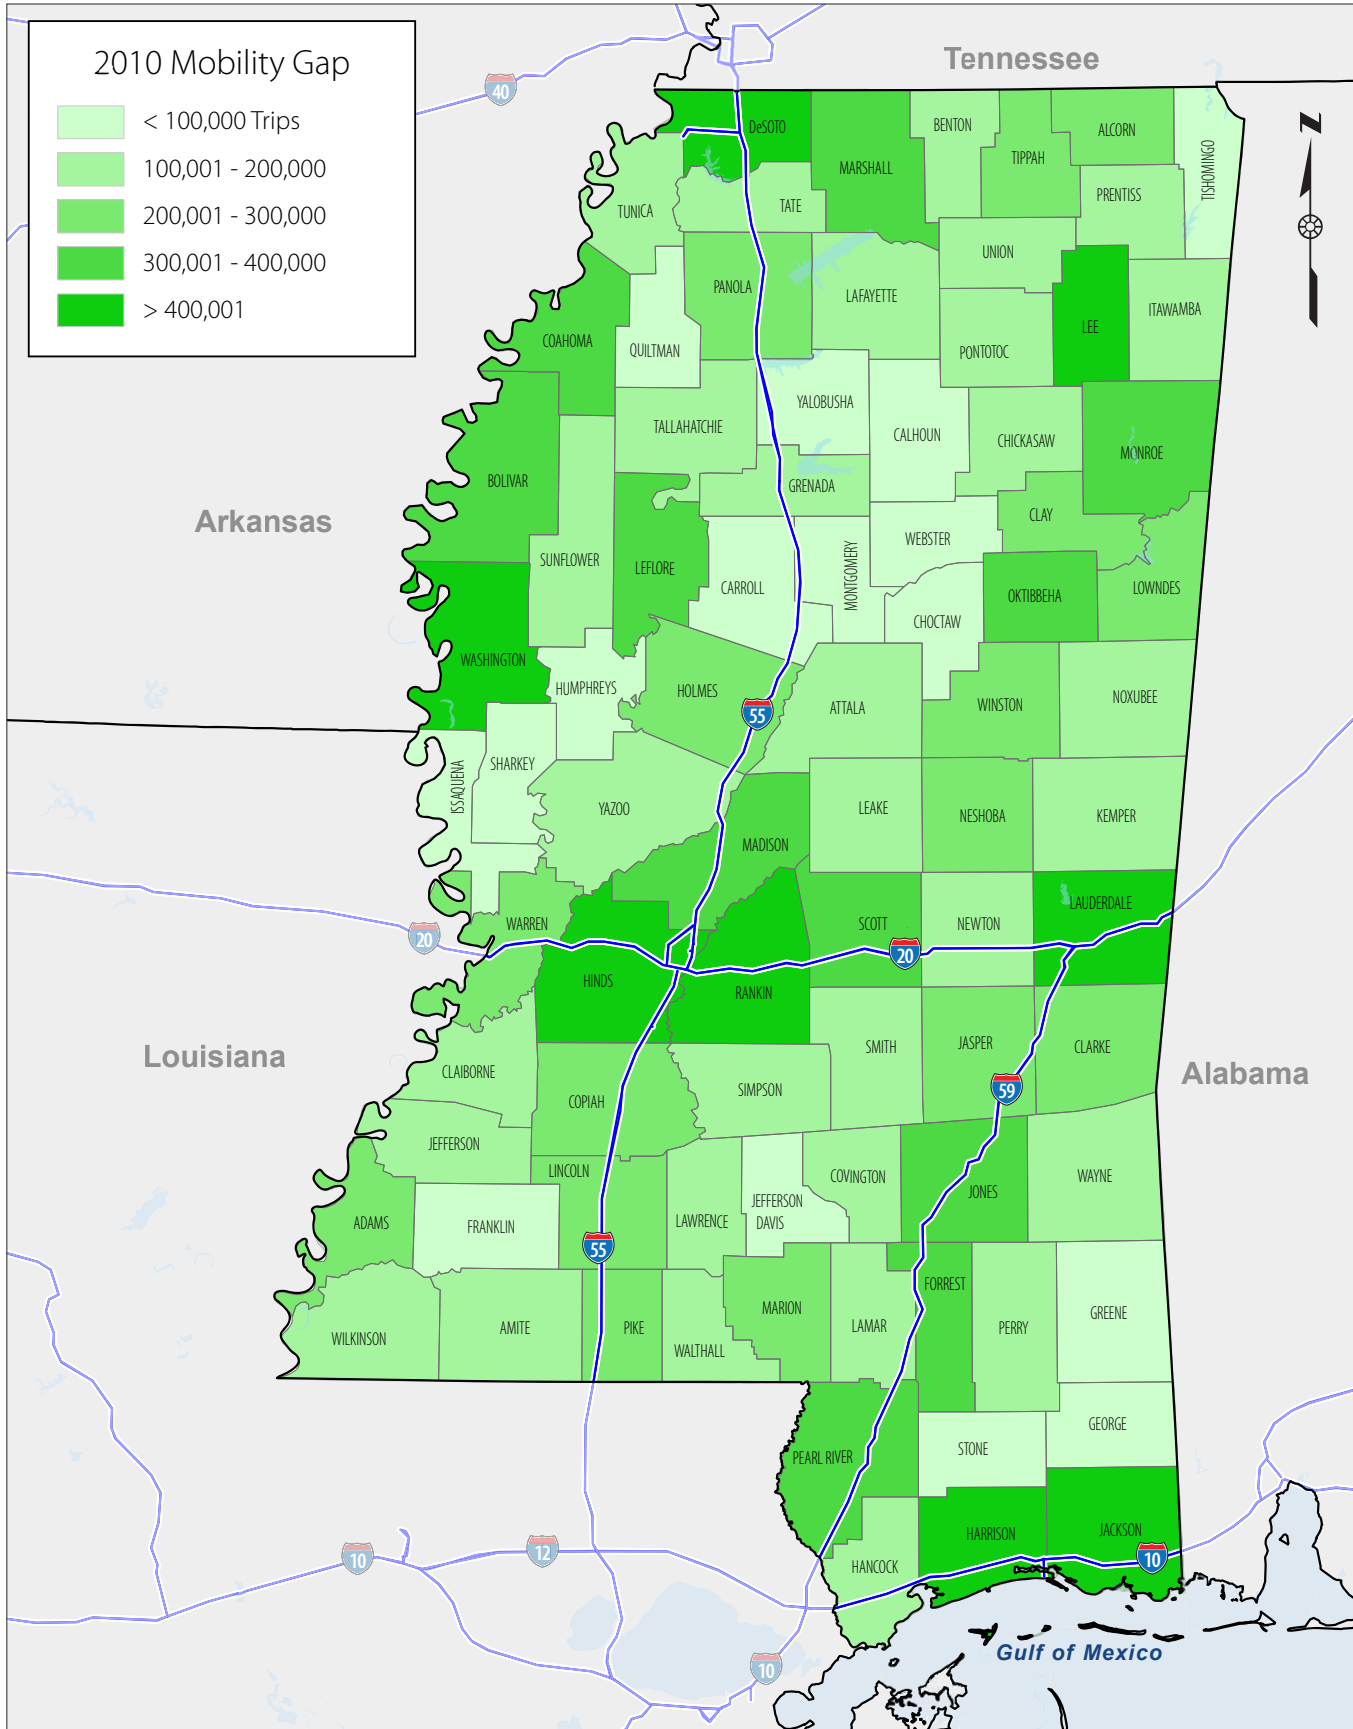 2010 Mobility Gap
< 100,000 Trips
100,001 - 200,000
200,001 - 300,000
300,001 - 400,000
> 400,001
Tennessee
40
N
DeSOTO
BENTON
ALCORN
TIPPAH
MARSHALL
TISHOMINGO
PRENTISS
TUNICA
TATE
UNION
PANOLA
LAFAYETTE
ITAWAMBA
LEE
COAHOMA
QUILTMAN
PONTOTOC
YALOBUSHA
TALLAHATCHIE
CALHOUN
CHICKASAW
MONROE
BOLIVAR
GRENADA
Arkansas
CLAY
WEBSTER
SUNFLOWER
LEFLORE
CARROLL
MONTGOMERY
OKTIBBEHA
LOWNDES
CHOCTAW
WASHINGTON
HUMPHREYS
HOLMES
ATTALA
WINSTON
NOXUBEE
55
SHARKEY
ISSAQUENA
YAZOO
LEAKE
NESHOBA
KEMPER
MADISON
WARREN
SCOTT
NEWTON
LAUDERDALE
20
20
HINDS
RANKIN
Louisiana
SMITH
JASPER
CLARKE
Alabama
CLAIBORNE
COPIAH
SIMPSON
59
JEFFERSON
LINCOLN
COVINGTON
WAYNE
JONES
ADAMS
FRANKLIN
LAWRENCE
JEFFERSON
DAVIS
55
FORREST
MARION
GREENE
WILKINSON
AMITE
PIKE
WALTHALL
LAMAR
PERRY
GEORGE
STONE
PEARL RIVER
HARRISON
JACKSON
10
12
10
HANCOCK
Gulf of Mexico
10